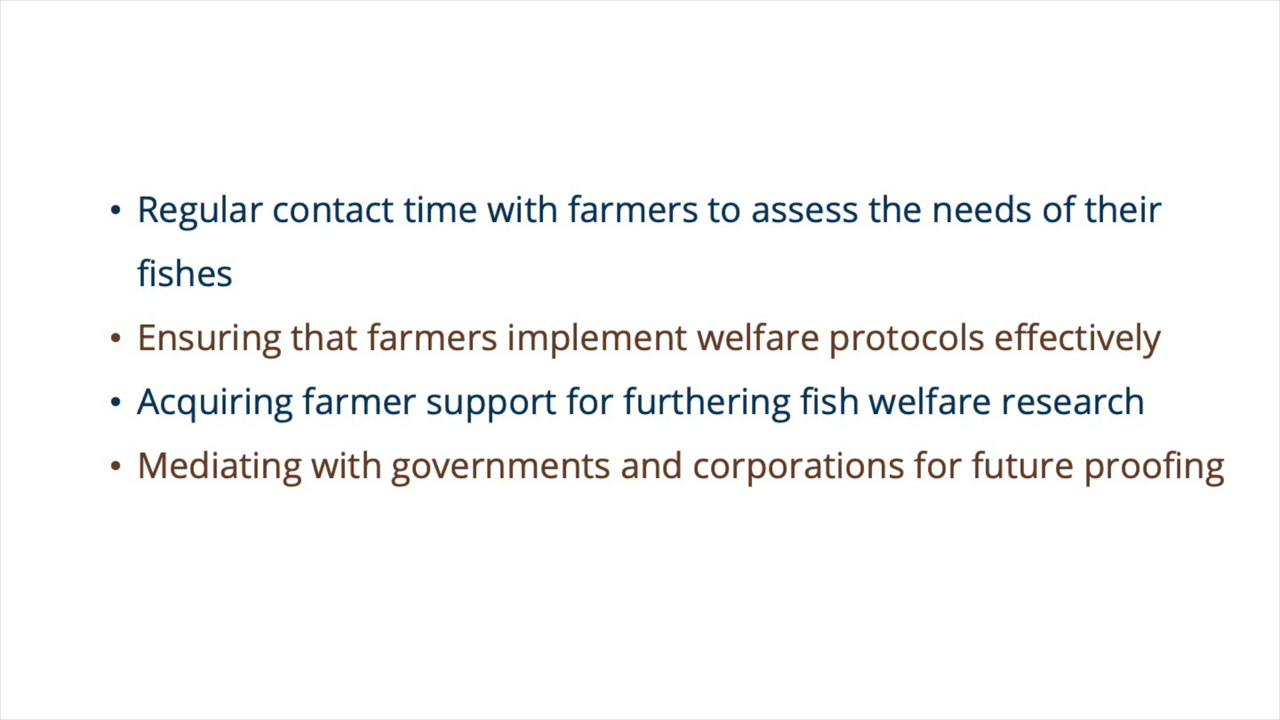 • Regular contact time with farmers to assess the needs of their
fishes
• Ensuring that farmers implement welfare protocols effectively
• Acquiring farmer support for furthering fish welfare research
• Mediating with governments and corporations for future proofing